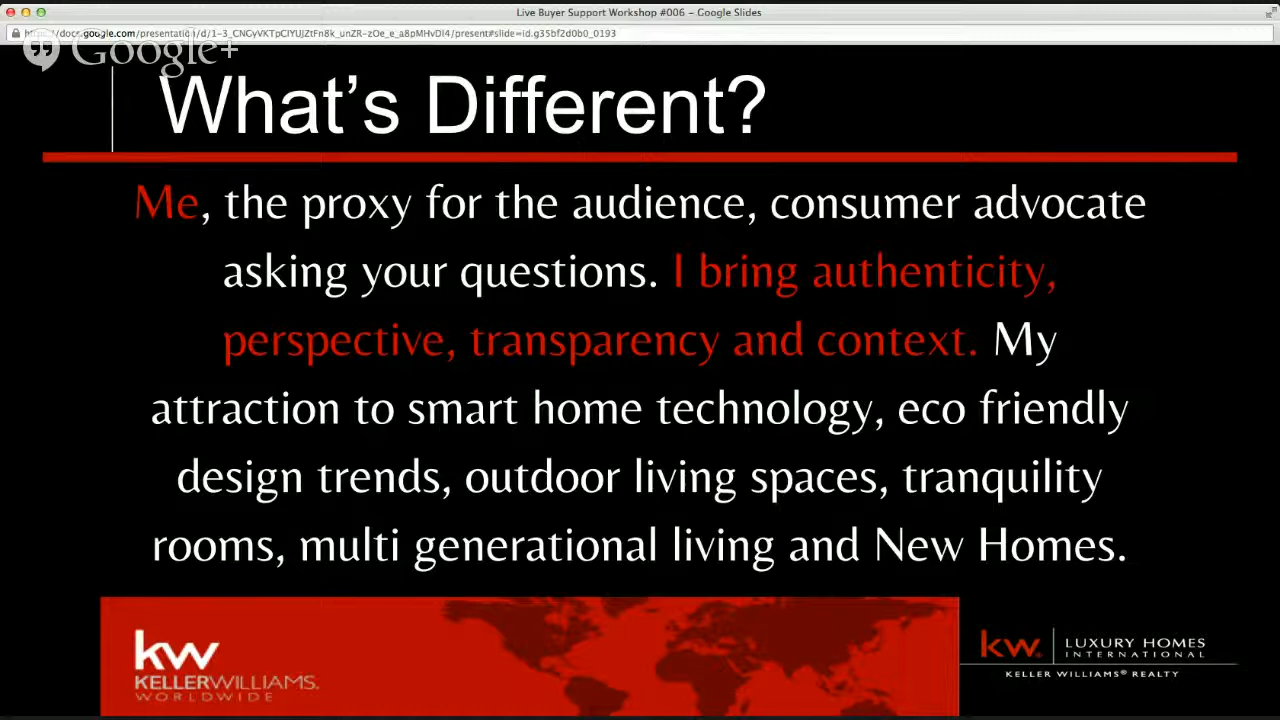 Live Buyer Support Workshop #006 – Google Slides
Google+
What's Different?
Me, the proxy for the audience, consumer advocate
asking your questions. I bring authenticity,
perspective, transparency and context. My
attraction to smart home technology, eco friendly
design trends, outdoor living spaces, tranquility
rooms, multi generational living and New Homes.
kw
KELLERWILLIAMS.
WORLDWIDE
kw.
LUXURY HOMES
INTERNATIONAL
KELLER WILLIAMS® REALTY